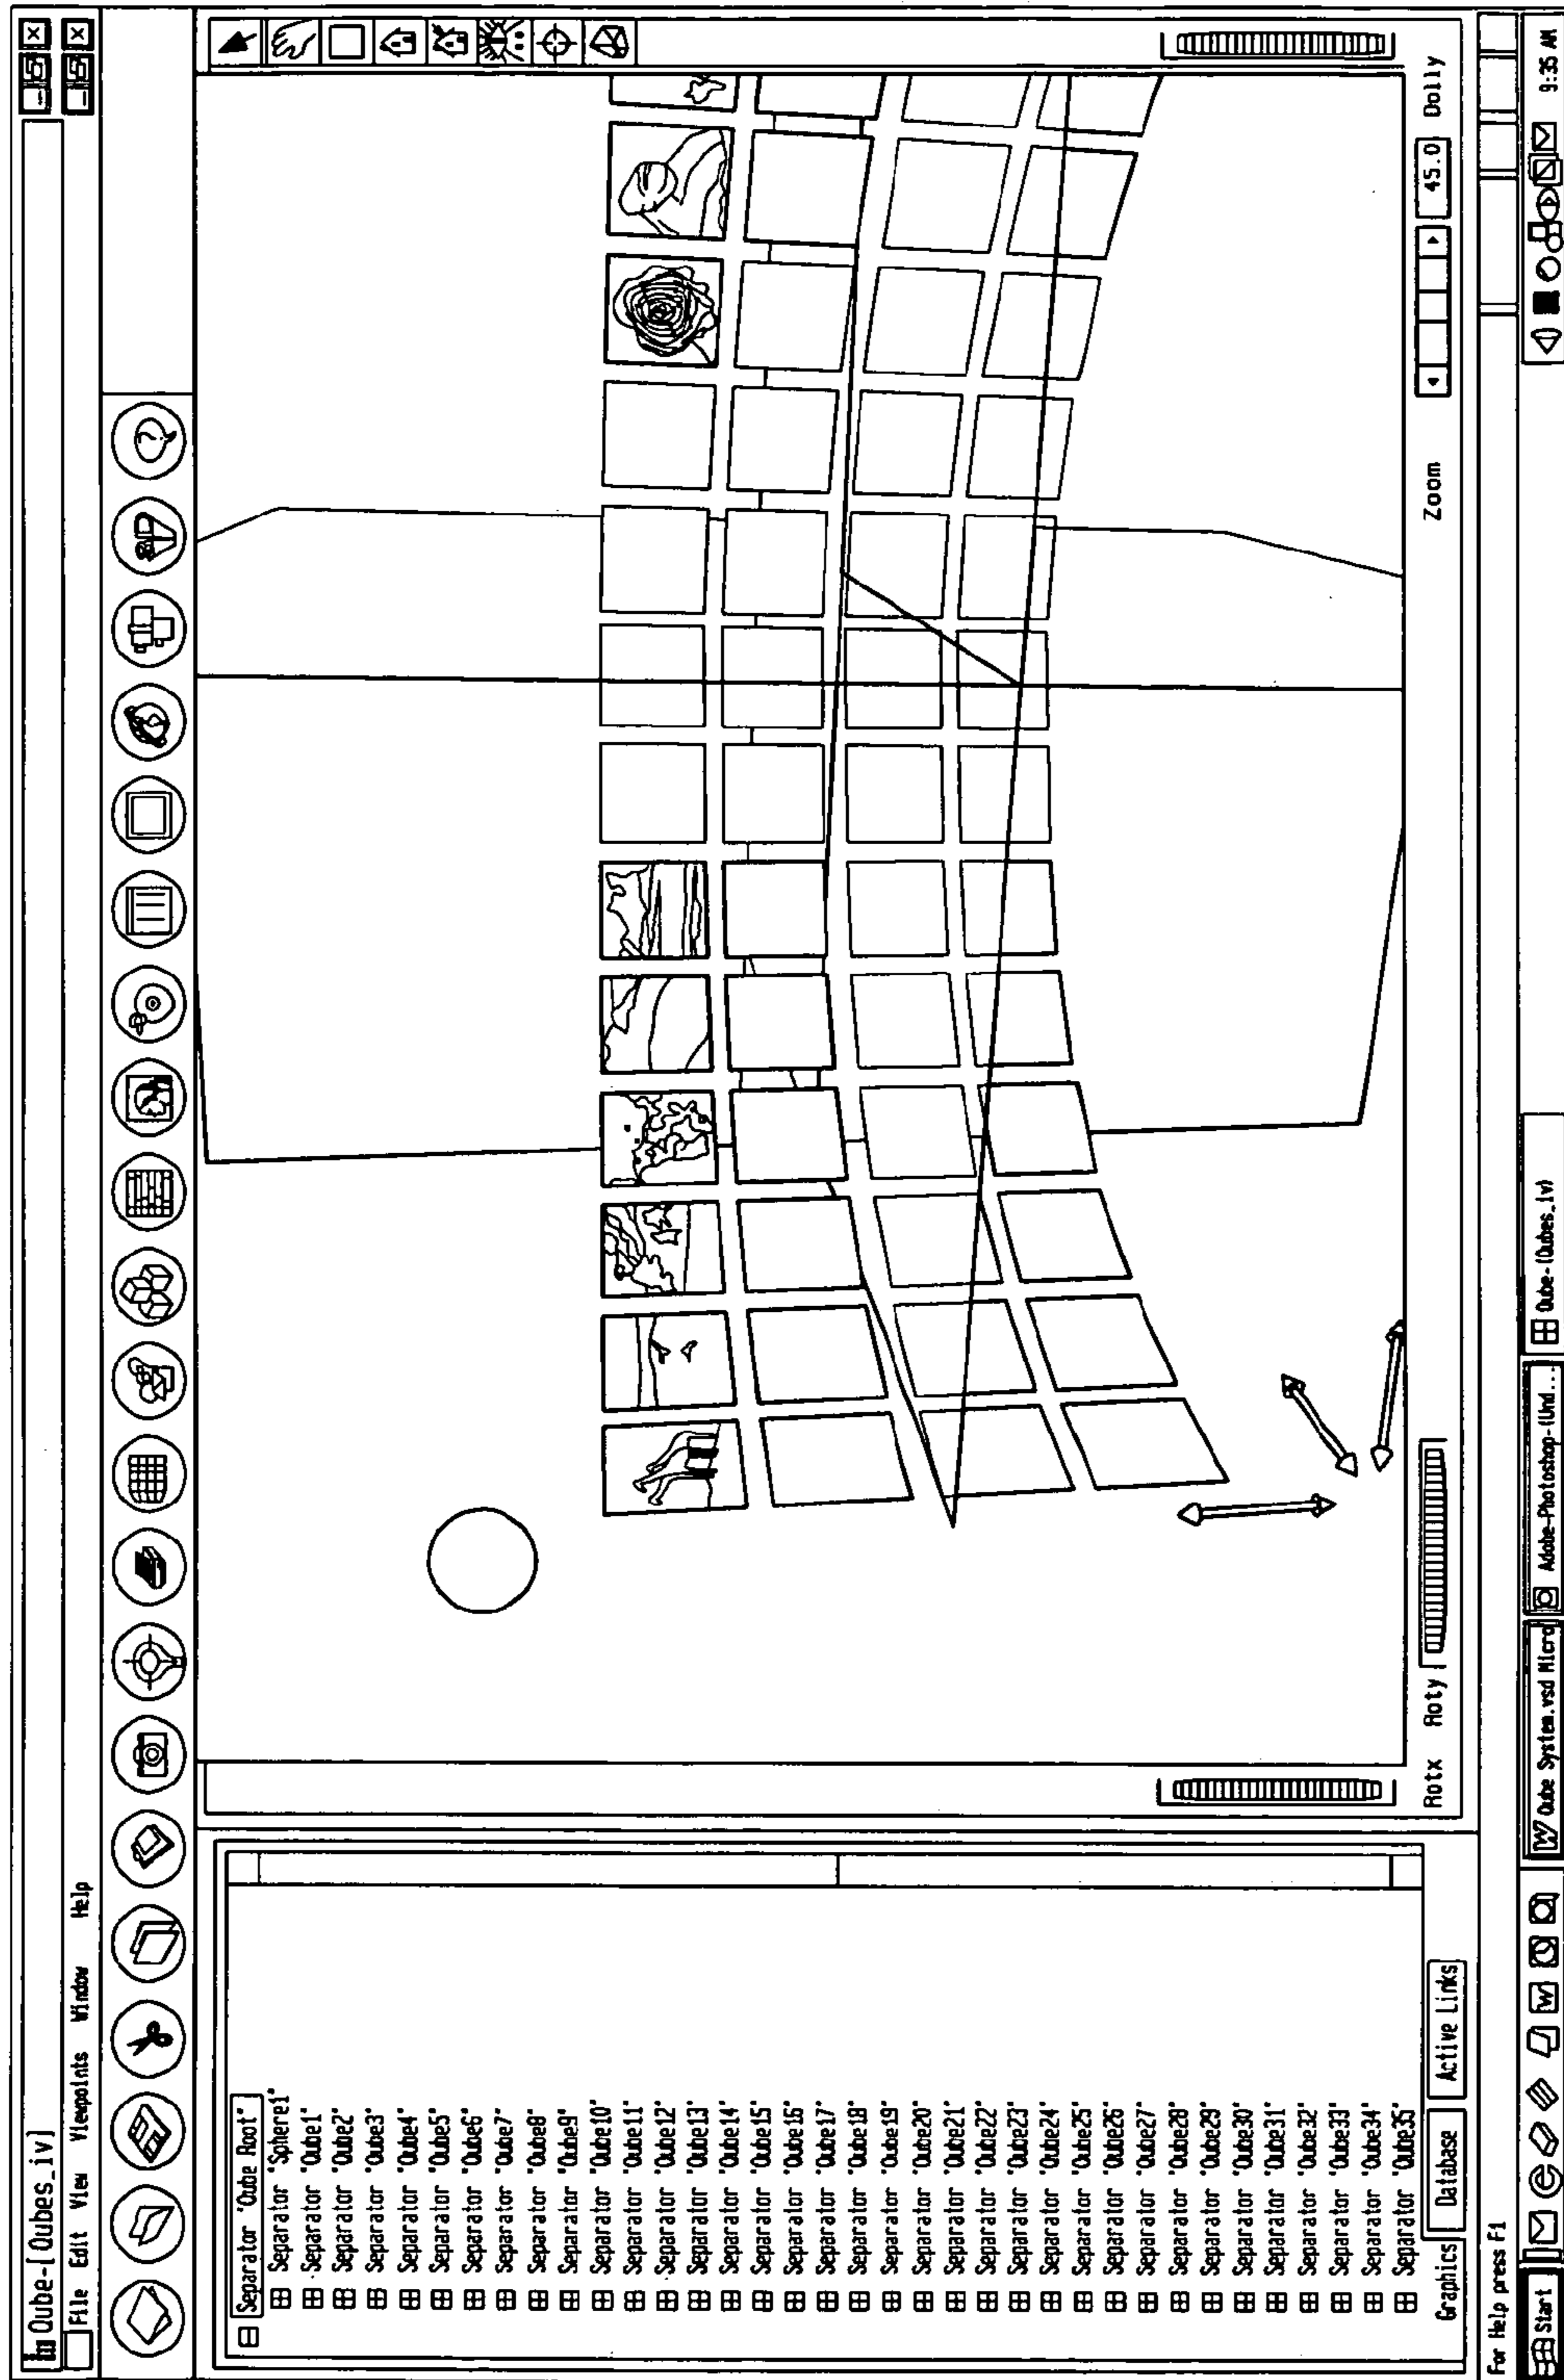 Qube-[Qubes_iv]
File Edit View Viewpoints Window Help
3D
Separator "Qube Root"
Separator "Sphere1"
Separator "Qube1"
Separator "Qube2"
Separator "Qube3"
Separator "Qube4"
Separator "Qube5"
Separator "Qube6"
Separator "Qube7"
Separator "Qube8"
Separator "Qube9"
Separator "Qube10"
Separator "Qube11"
Separator "Qube12"
Separator "Qube13"
Separator "Qube14"
Separator "Qube15"
Separator "Qube16"
Separator "Qube17"
Separator "Qube18"
Separator "Qube19"
Separator "Qube20"
Separator "Qube21"
Separator "Qube22"
Separator "Qube23"
Separator "Qube24"
Separator "Qube25"
Separator "Qube26"
Separator "Qube27"
Separator "Qube28"
Separator "Qube29"
Separator "Qube30"
Separator "Qube31"
Separator "Qube32"
Separator "Qube33"
Separator "Qube34"
Separator "Qube35"
Graphics Database Active Links
Rotx Roty Zoom 45.0 Dolly
For Help press F1
Start W W Qube System.vsd Micro Adobe-Photoshop-(Und... Qube-(Qubes_iv) 9:35 AM